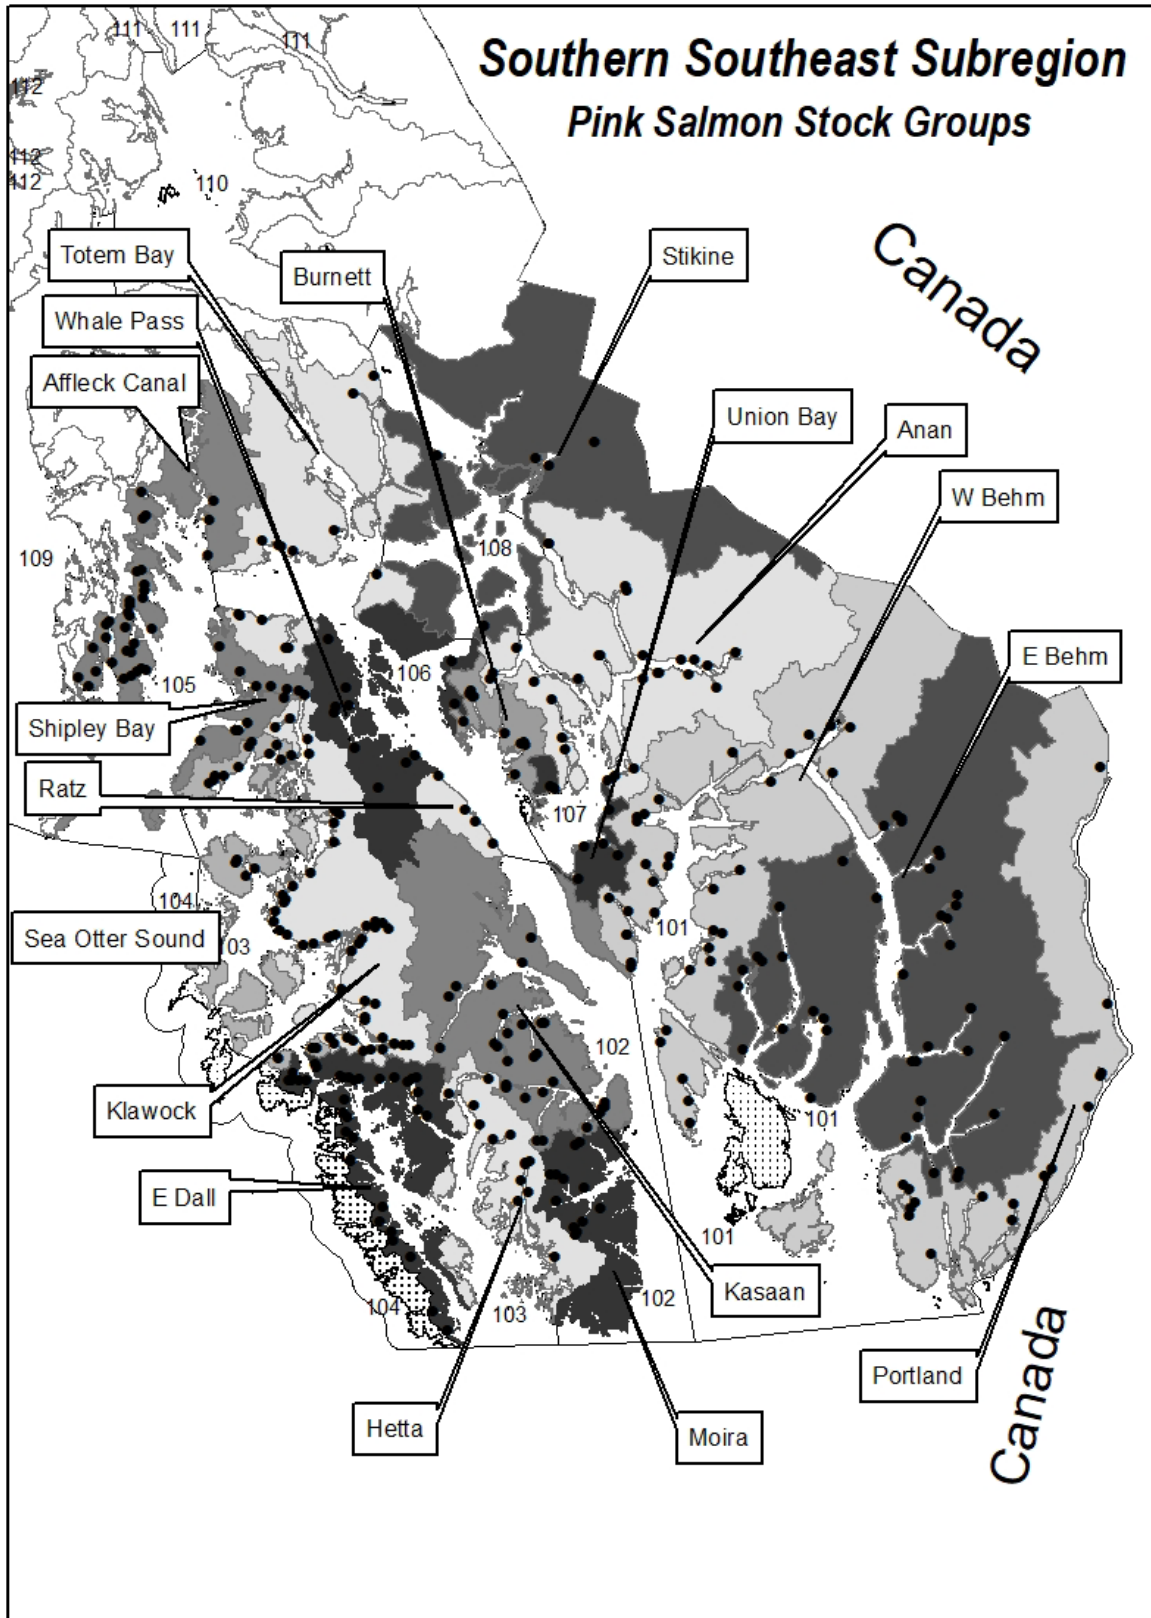 Southern Southeast Subregion
Pink Salmon Stock Groups
111
111
111
112
112
112
110
Canada
Totem Bay
Burnett
Stikine
Whale Pass
Affleck Canal
Union Bay
Anan
W Behm
109
108
E Behm
105
106
Shipley Bay
Ratz
107
104
Sea Otter Sound
03
101
102
Klawock
101
E Dall
101
104
103
102
Kasaan
Canada
Portland
Hetta
Moira